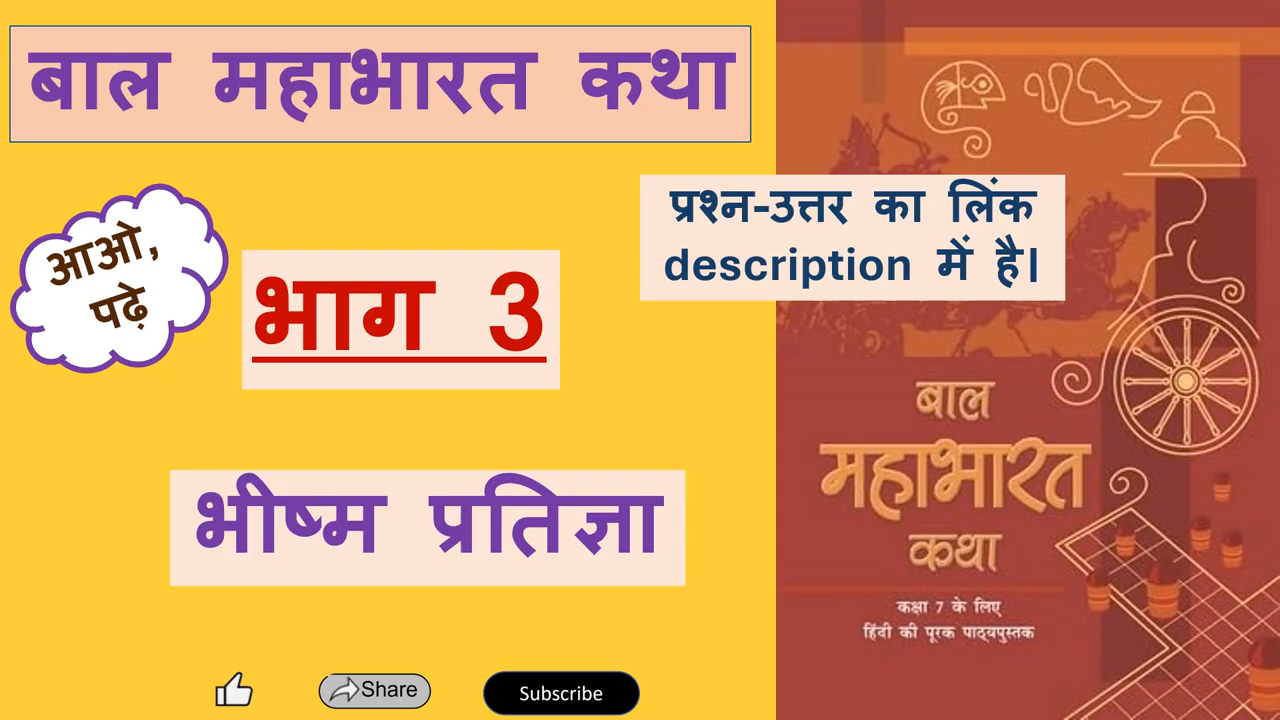 बाल महाभारत कथा
आओ,
पढ़े
भाग 3
प्रश्न-उत्तर का लिंक
description में है।
भीष्म प्रतिज्ञा
बाल
महाभारत
कथा
कक्षा 7 के लिए
हिंदी की पूरक पाठ्यपुस्तक
Share
Subscribe